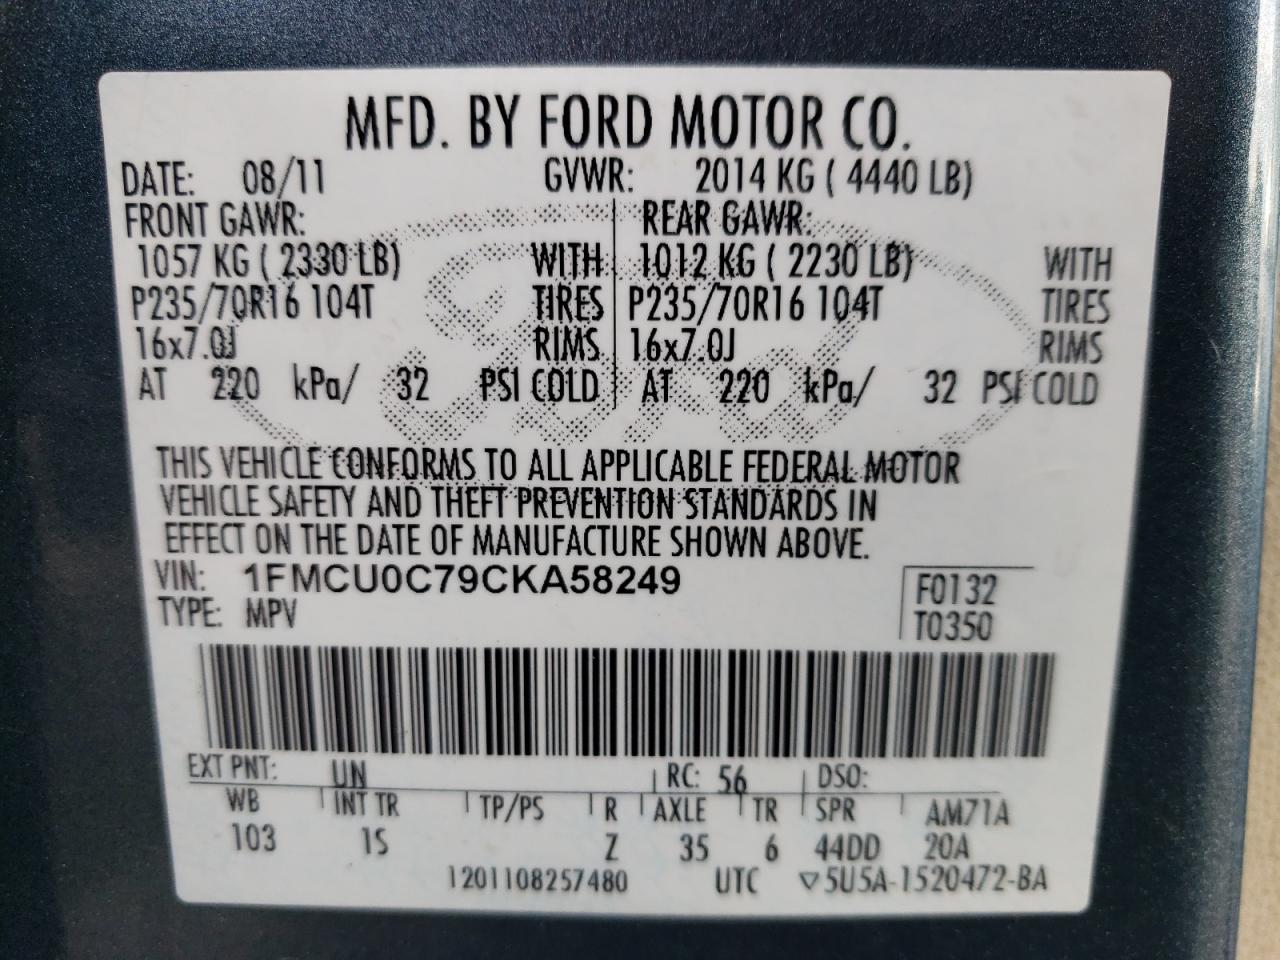 MFD. BY FORD MOTOR CO.
DATE: 08/11 GVWR: 2014 KG ( 4440 LB)
FRONT GAWR: REAR GAWR:
1057 KG ( 2330 LB) WITH 1012 KG ( 2230 LB) WITH
P235/70R16 104T TIRES P235/70R16 104T TIRES
16x7.0J RIMS 16x7.0J RIMS
AT 220 kPa/ 32 PSI COLD AT 220 kPa/ 32 PSI COLD
Ford
THIS VEHICLE CONFORMS TO ALL APPLICABLE FEDERAL MOTOR
VEHICLE SAFETY AND THEFT PREVENTION STANDARDS IN
EFFECT ON THE DATE OF MANUFACTURE SHOWN ABOVE.
VIN: 1FMCU0C79CKA58249
TYPE: MPV
F0132
T0350
EXT PNT: UN RC: 56 DSO:
WB INT TR TP/PS R AXLE TR SPR AM71A
103 1S Z 35 6 44DD 20A
1201108257480 UTC ▽5U5A-1520472-BA